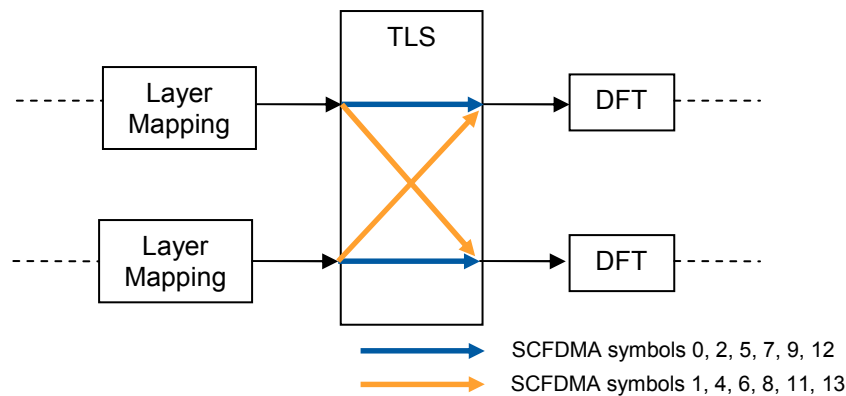 TLS
Layer
Mapping
DFT
Layer
Mapping
DFT
SCFDMA symbols 0, 2, 5, 7, 9, 12
SCFDMA symbols 1, 4, 6, 8, 11, 13